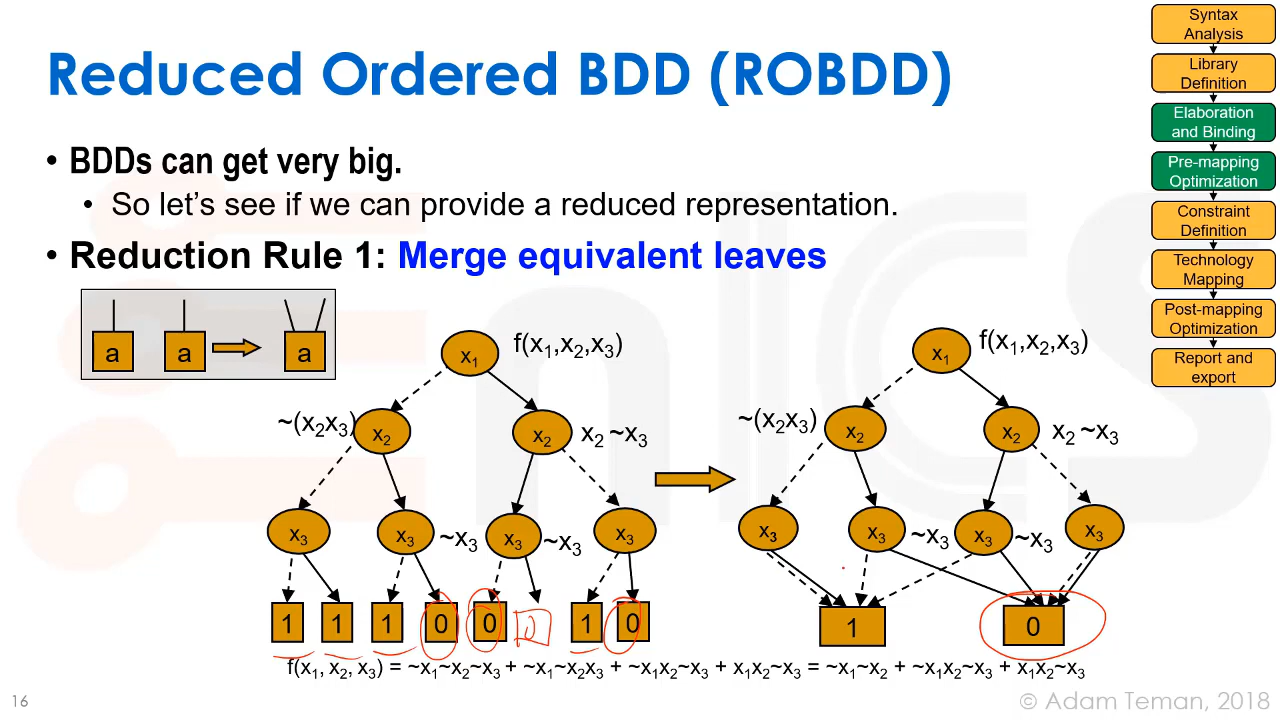 Reduced Ordered BDD (ROBDD)
• BDDs can get very big.
• So let's see if we can provide a reduced representation.
• Reduction Rule 1: Merge equivalent leaves
a a a
f(x₁,x₂,x₃)
x₁
~(x₂x₃)
x₂
x₂
x₂ ~x₃
x₃
x₃
~x₃
x₃
~x₃
x₃
1 1 1 0 0 0 1 0
f(x₁,x₂,x₃)
x₁
~(x₂x₃)
x₂
x₂
x₂ ~x₃
x₃
x₃
~x₃
x₃
~x₃
x₃
1
0
f(x₁, x₂, x₃) = ~x₁~x₂~x₃ + ~x₁~x₂x₃ + ~x₁x₂~x₃ + x₁x₂~x₃ = ~x₁~x₂ + ~x₁x₂~x₃ + x₁x₂~x₃
Syntax
Analysis
Library
Definition
Elaboration
and Binding
Pre-mapping
Optimization
Constraint
Definition
Technology
Mapping
Post-mapping
Optimization
Report and
export
16
© Adam Teman, 2018
enICS